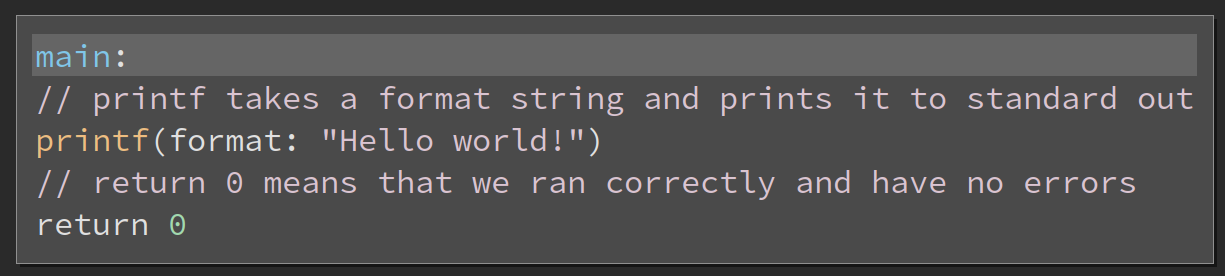 main:
// printf takes a format string and prints it to standard out
printf(format: "Hello world!")
// return 0 means that we ran correctly and have no errors
return 0